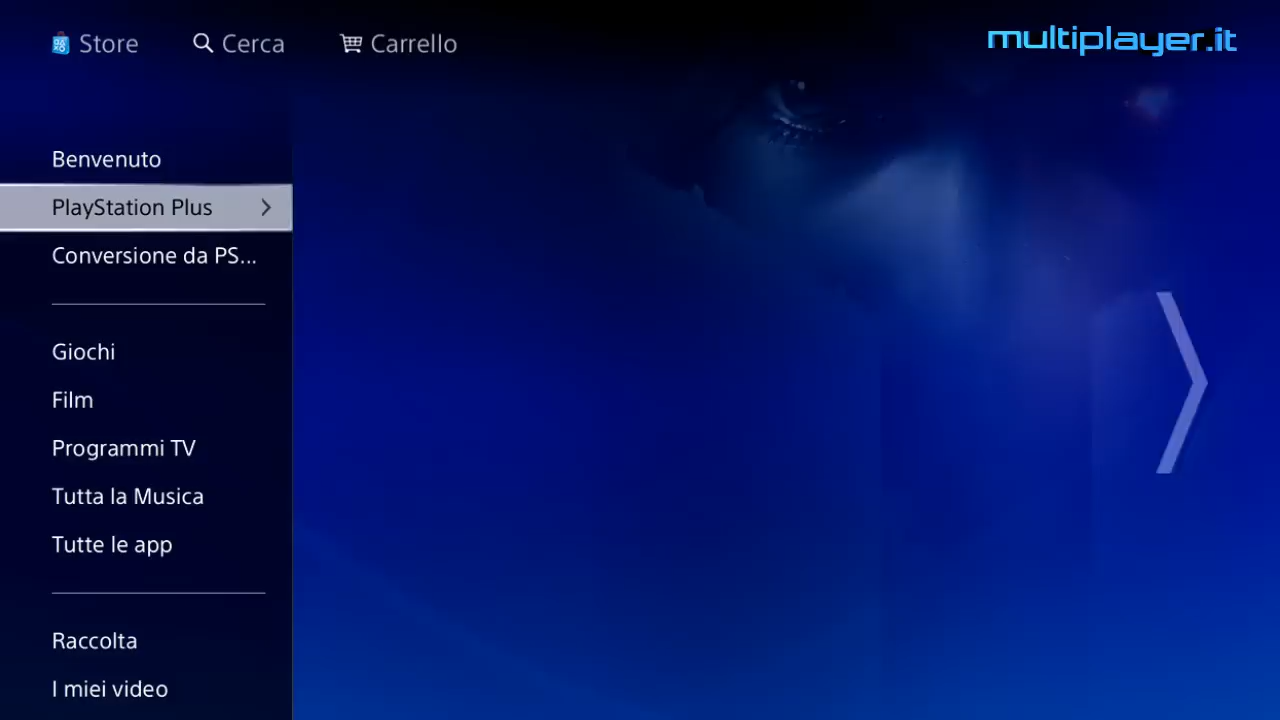 Store
Cerca
Carrello
multiplayer.it
Benvenuto
PlayStation Plus
Conversione da PS...
Giochi
Film
Programmi TV
Tutta la Musica
Tutte le app
Raccolta
I miei video